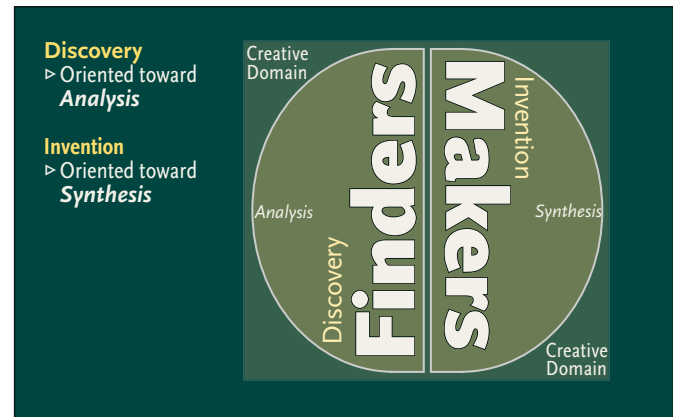 Discovery
▹ Oriented toward
Analysis
Invention
▹ Oriented toward
Synthesis
Creative
Domain
Finders
Discovery
Analysis
Makers
Invention
Synthesis
Creative
Domain